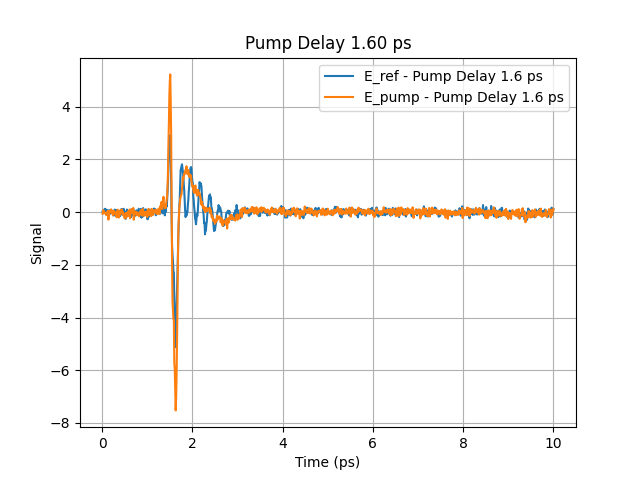 Pump Delay 1.60 ps
E_ref - Pump Delay 1.6 ps
E_pump - Pump Delay 1.6 ps
4
2
0
−2
−4
−6
−8
Signal
0 2 4 6 8 10
Time (ps)